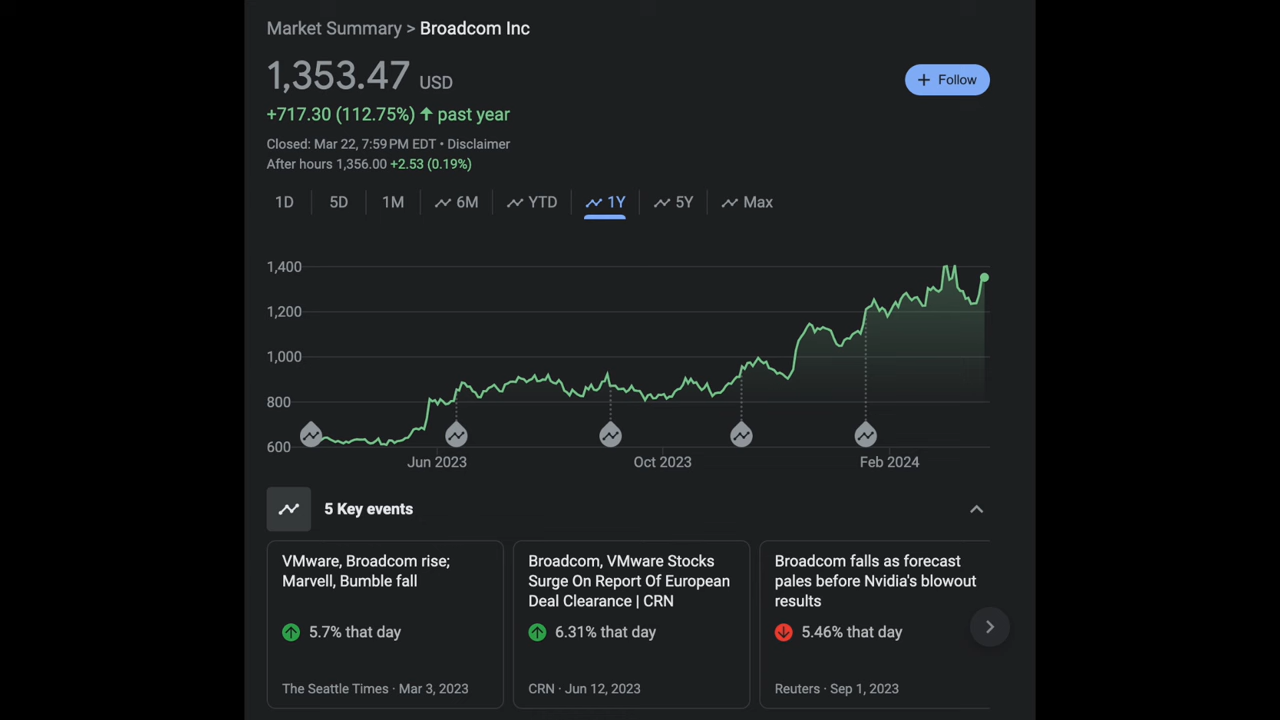 Market Summary > Broadcom Inc
1,353.47 USD
+ Follow
+717.30 (112.75%) ↑ past year
Closed: Mar 22, 7:59 PM EDT • Disclaimer
After hours 1,356.00 +2.53 (0.19%)
1D 5D 1M 6M YTD 1Y 5Y Max
1,400
1,200
1,000
800
600
Jun 2023 Oct 2023 Feb 2024
5 Key events
VMware, Broadcom rise;
Marvell, Bumble fall
5.7% that day
The Seattle Times · Mar 3, 2023
Broadcom, VMware Stocks
Surge On Report Of European
Deal Clearance | CRN
6.31% that day
CRN · Jun 12, 2023
Broadcom falls as forecast
pales before Nvidia's blowout
results
5.46% that day
Reuters · Sep 1, 2023